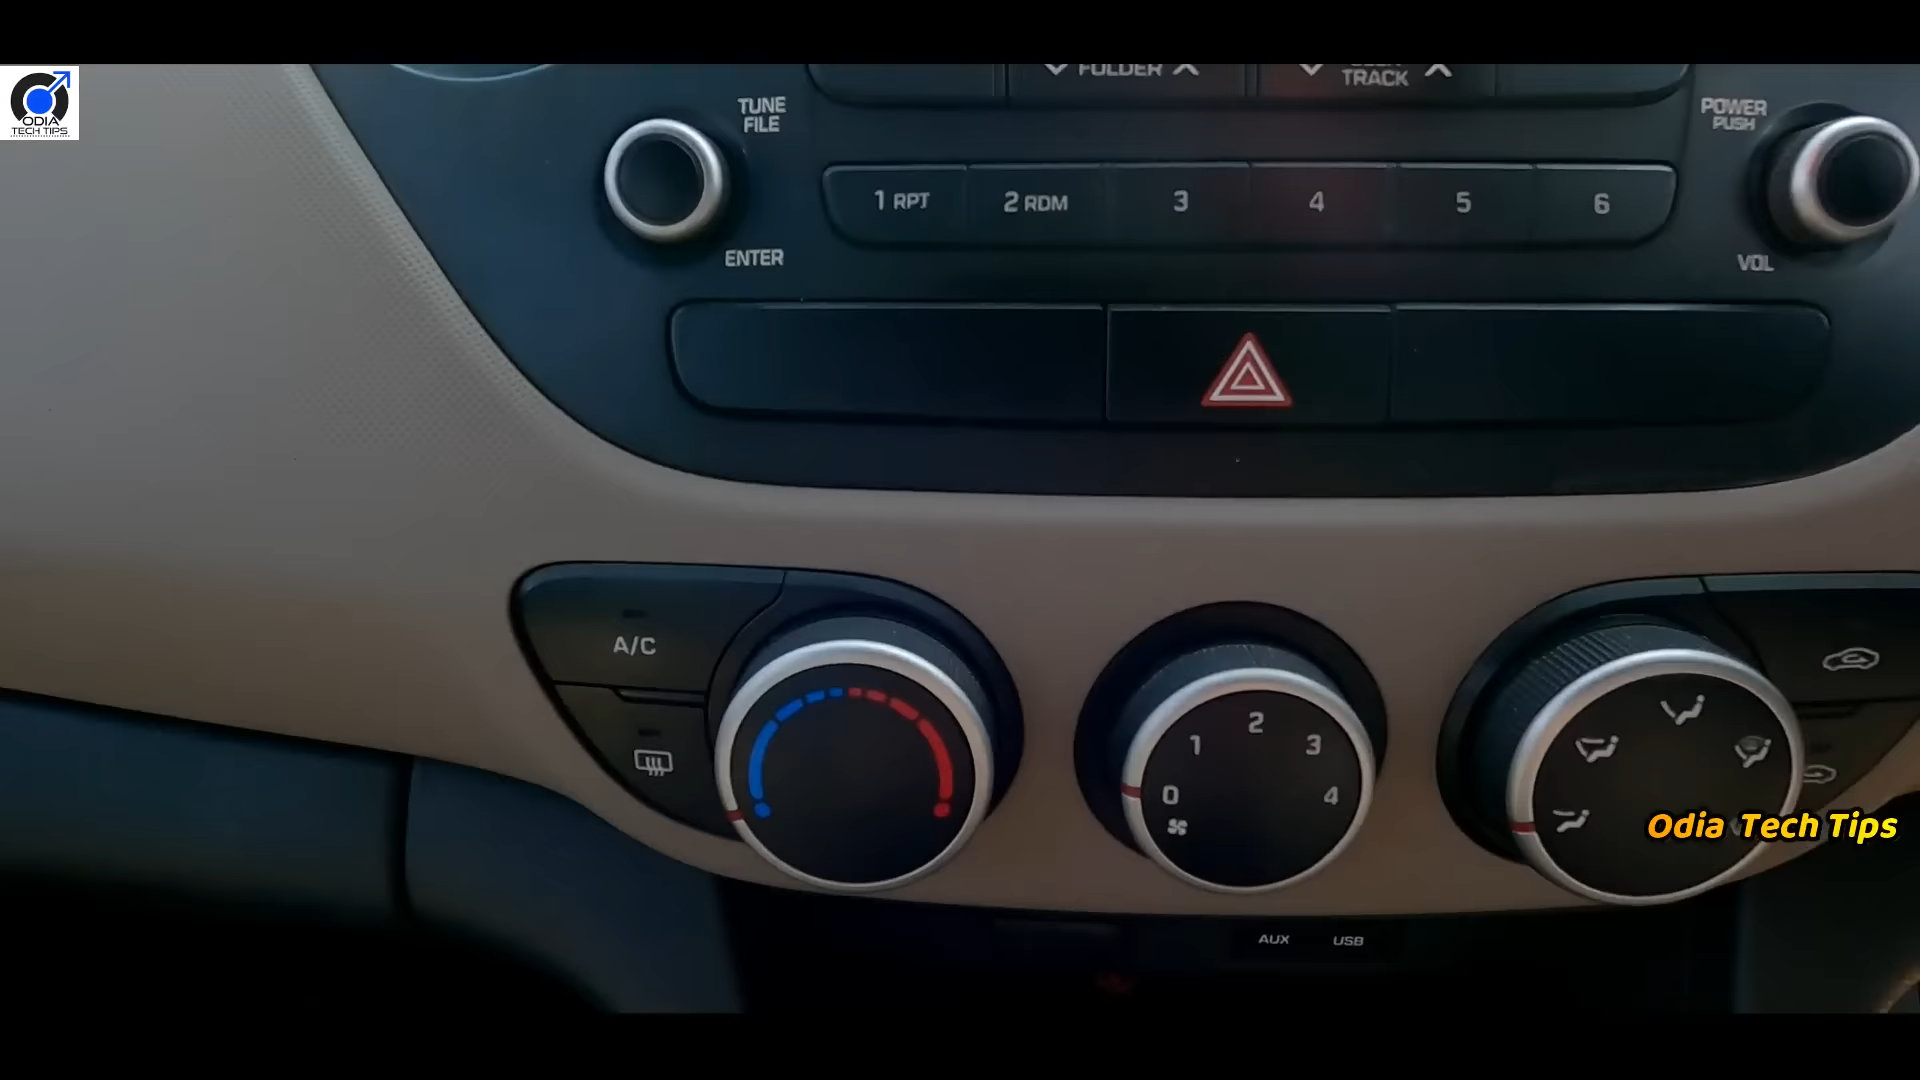 ODIA
TECH TIPS
FOLDER
TRACK
TUNE
FILE
POWER
PUSH
1 RPT
2 RDM
3
4
5
6
ENTER
VOL
A/C
0
1
2
3
4
Odia Tech Tips
AUX
USB